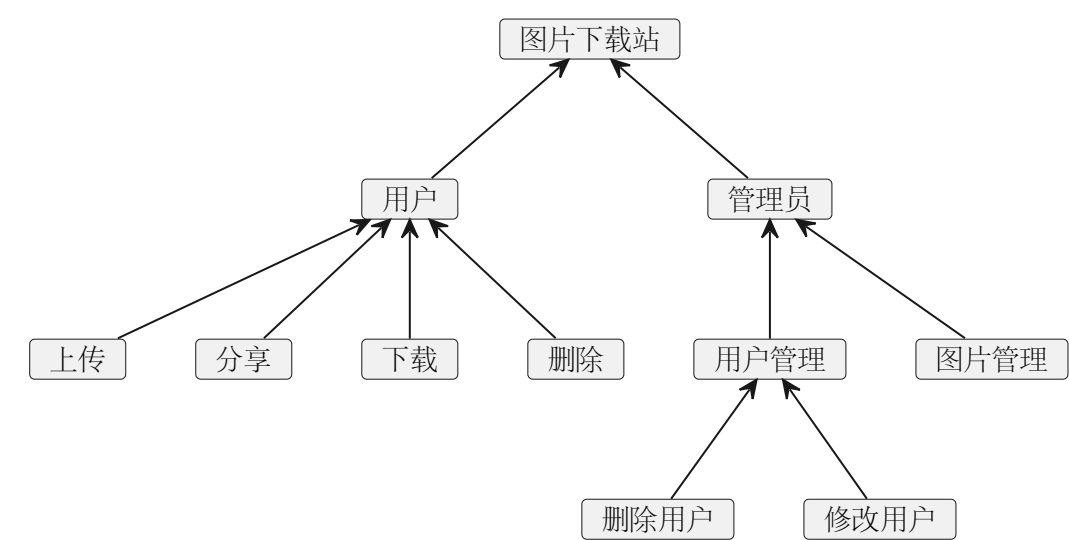 图片下载站
用户
管理员
上传
分享
下载
删除
用户管理
图片管理
删除用户
修改用户